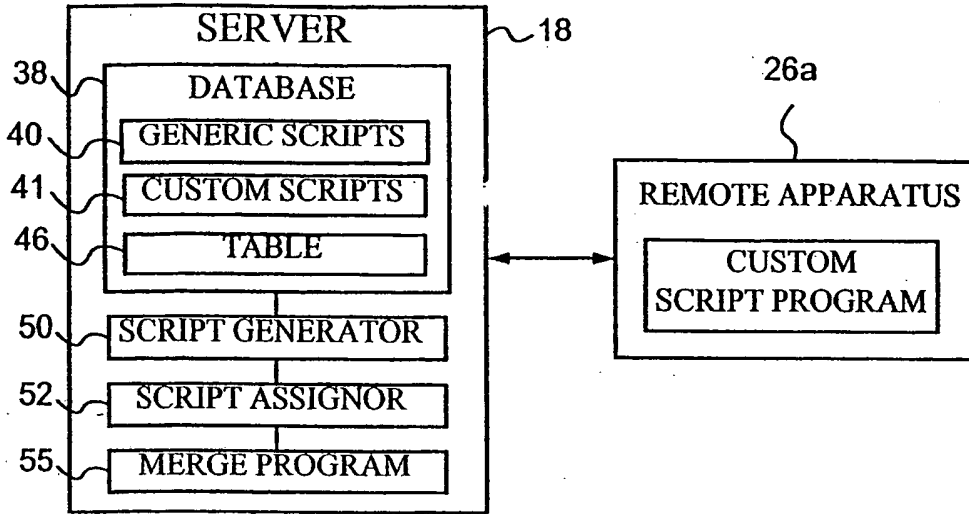 SERVER
18
38
DATABASE
40
GENERIC SCRIPTS
41
CUSTOM SCRIPTS
46
TABLE
50
SCRIPT GENERATOR
52
SCRIPT ASSIGNOR
55
MERGE PROGRAM
26a
REMOTE APPARATUS
CUSTOM
SCRIPT PROGRAM